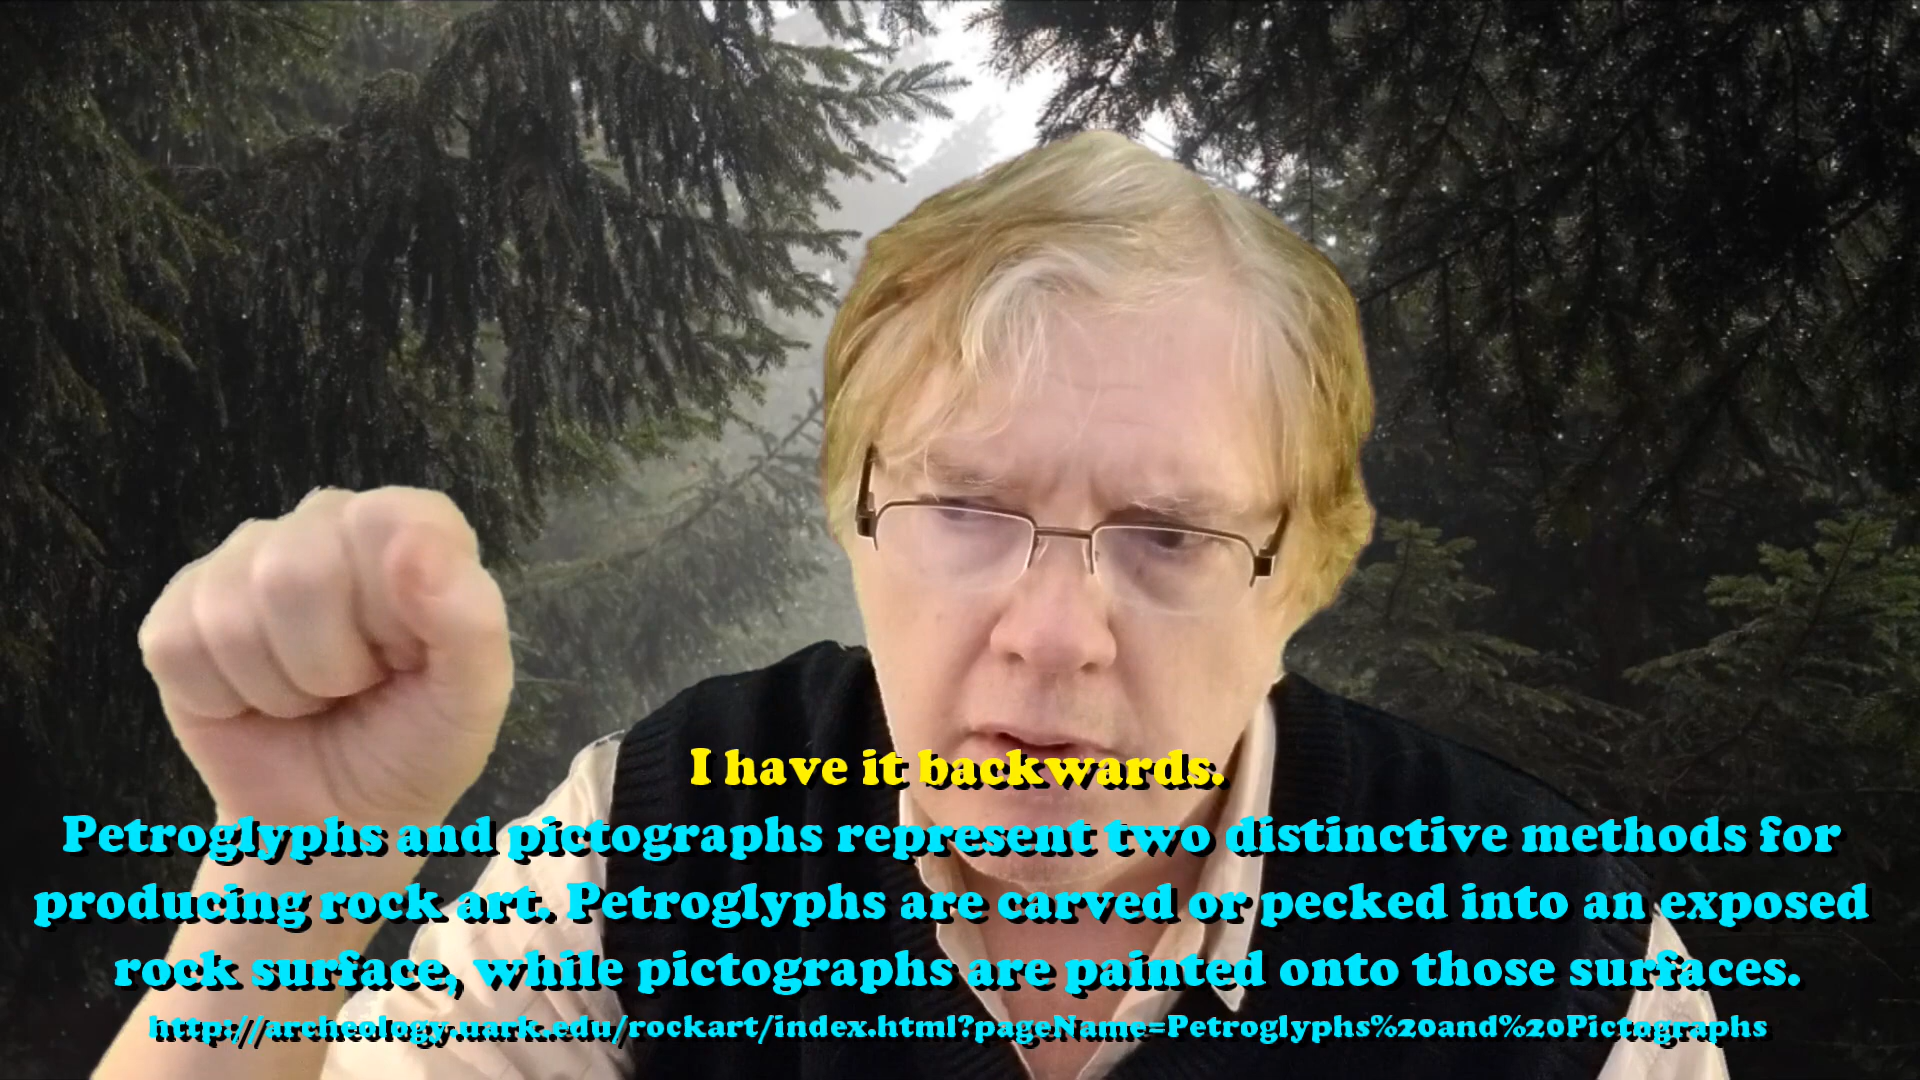 I have it backwards.
Petroglyphs and pictographs represent two distinctive methods for
producing rock art. Petroglyphs are carved or pecked into an exposed
rock surface, while pictographs are painted onto those surfaces.
http://archeology.uark.edu/rockart/index.html?pageName=Petroglyphs%20and%20Pictographs